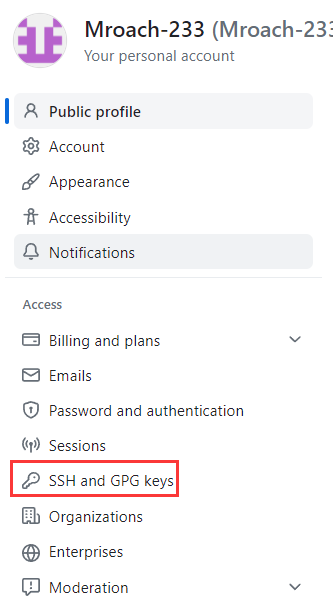 Mroach-233 (Mroach-233
Your personal account
Public profile
Account
Appearance
Accessibility
Notifications
Access
Billing and plans
Emails
Password and authentication
Sessions
SSH and GPG keys
Organizations
Enterprises
Moderation